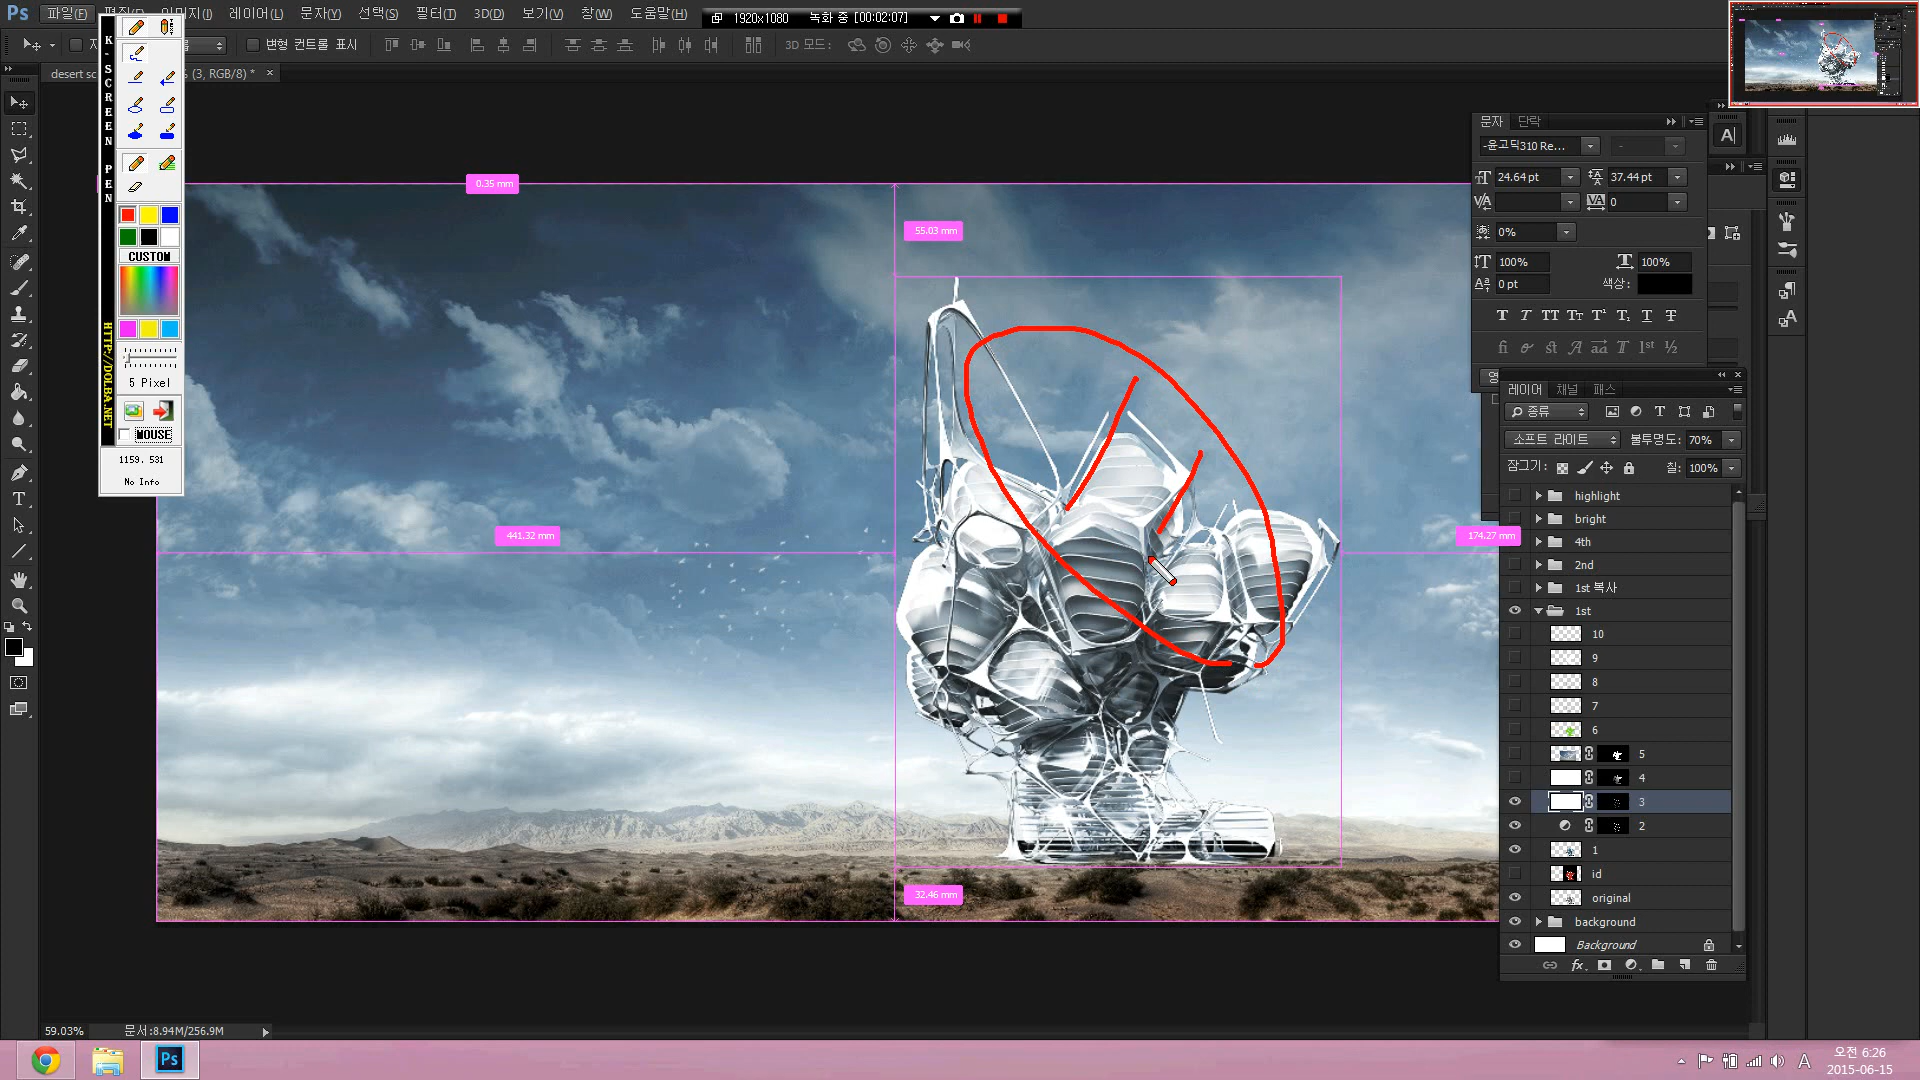 Ps 파일(F) 이미지(I) 레이어(L) 문자(Y) 선택(S) 필터(T) 3D(D) 보기(V) 창(W) 도움말(H)
1920x1080 녹화 중 [00:02:07]
변형 컨트롤 표시
3D 모드:
desert sc
% (3, RGB/8) * ×
K-SCREEN PEN
HTTP://DOLBA.NET
CUSTOM
5 Pixel
MOUSE
1159, 531
No Info
0.35 mm
55.03 mm
441.32 mm
174.27 mm
32.46 mm
문자 단락
-윤고딕310 Re...
24.64 pt
37.44 pt
0
0%
100%
100%
0 pt
색상:
레이어 채널 패스
종류
소프트 라이트 불투명도: 70%
잠그기: 칠: 100%
highlight
bright
4th
2nd
1st 복사
1st
10
9
8
7
6
5
4
3
2
1
id
original
background
Background
59.03% 문서:8.94M/256.9M
Ps
A
오전 6:26
2015-06-15